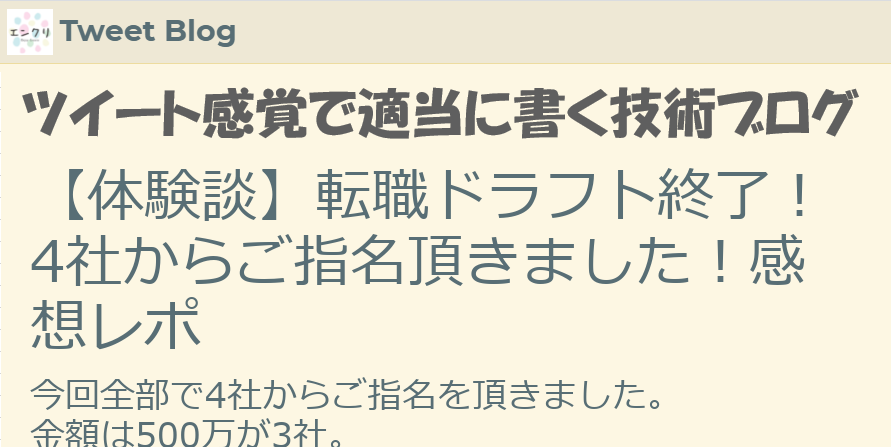 エンクリ
Tweet Blog
ツイート感覚で適当に書く技術ブログ
【体験談】転職ドラフト終了！
4社からご指名頂きました！感
想レポ
今回全部で4社からご指名を頂きました。
金額は500万が3社。